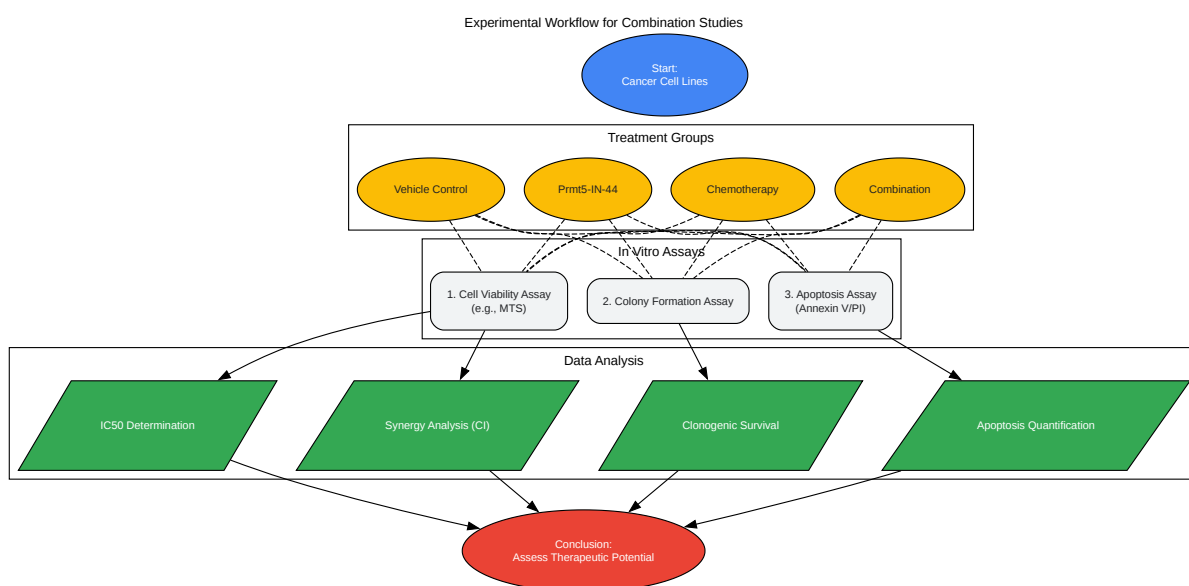 Experimental Workflow for Combination Studies
Start:
Cancer Cell Lines
Treatment Groups
Vehicle Control
Prmt5-IN-44
Chemotherapy
Combination
In Vitro Assays
1. Cell Viability Assay
(e.g., MTS)
2. Colony Formation Assay
3. Apoptosis Assay
(Annexin V/PI)
Data Analysis
IC50 Determination
Synergy Analysis (CI)
Clonogenic Survival
Apoptosis Quantification
Conclusion:
Assess Therapeutic Potential